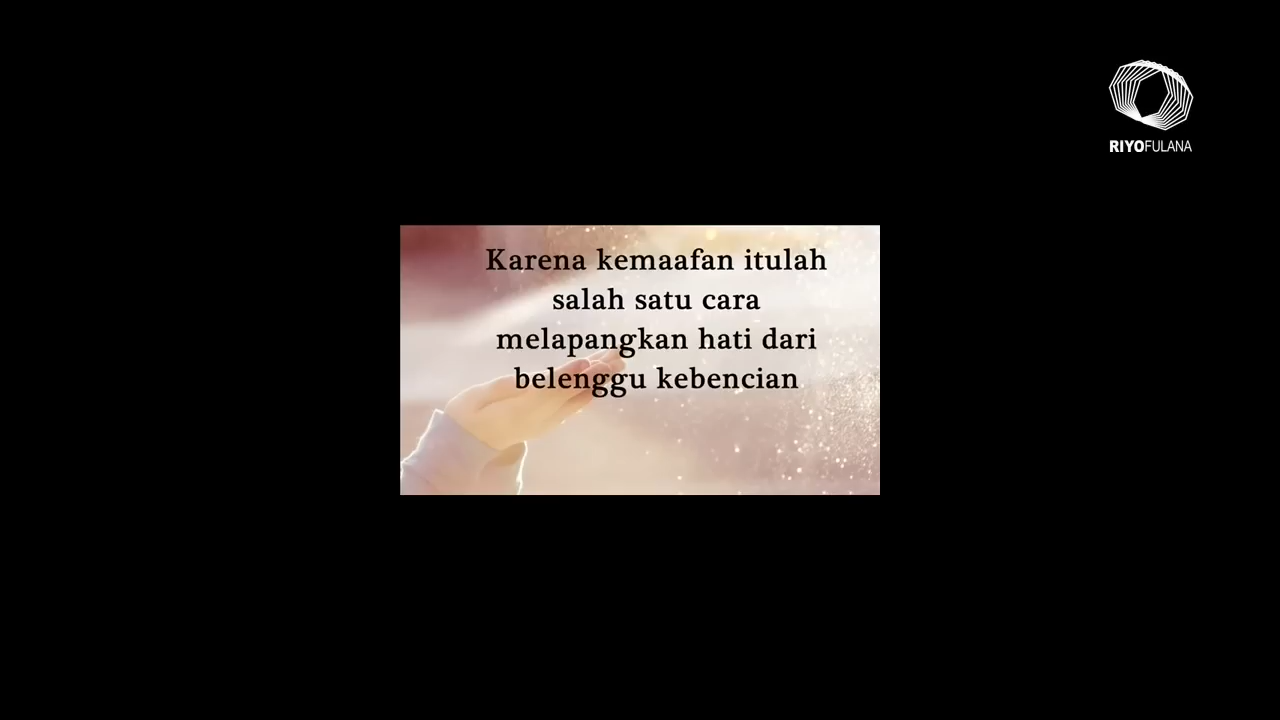 RIYOFULANA
Karena kemaafan itulah
salah satu cara
melapangkan hati dari
belenggu kebencian